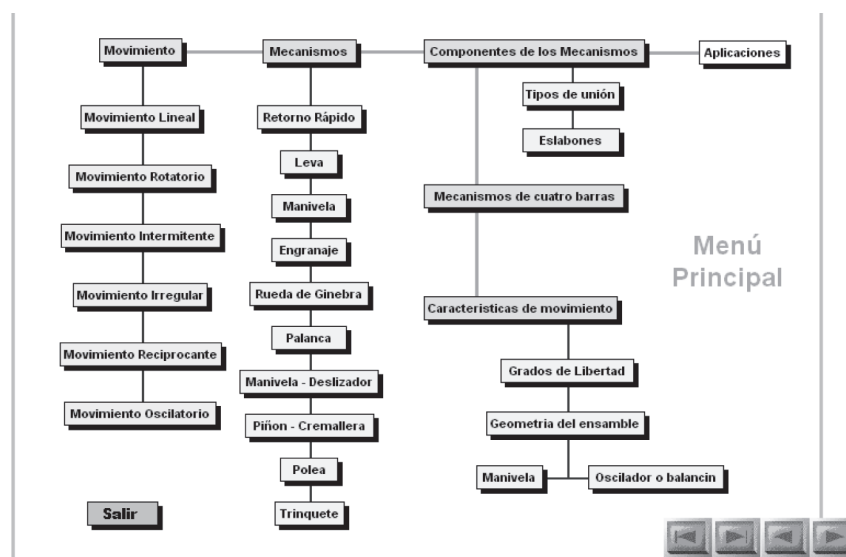 Movimiento
Mecanismos
Componentes de los Mecanismos
Aplicaciones
Movimiento Lineal
Movimiento Rotatorio
Movimiento Intermitente
Movimiento Irregular
Movimiento Reciprocante
Movimiento Oscilatorio
Retorno Rápido
Leva
Manivela
Engranaje
Rueda de Ginebra
Palanca
Manivela - Deslizador
Piñon - Cremallera
Polea
Trinquete
Tipos de unión
Eslabones
Mecanismos de cuatro barras
Caracteristicas de movimiento
Grados de Libertad
Geometria del ensamble
Manivela
Oscilador o balancin
Menú
Principal
Salir